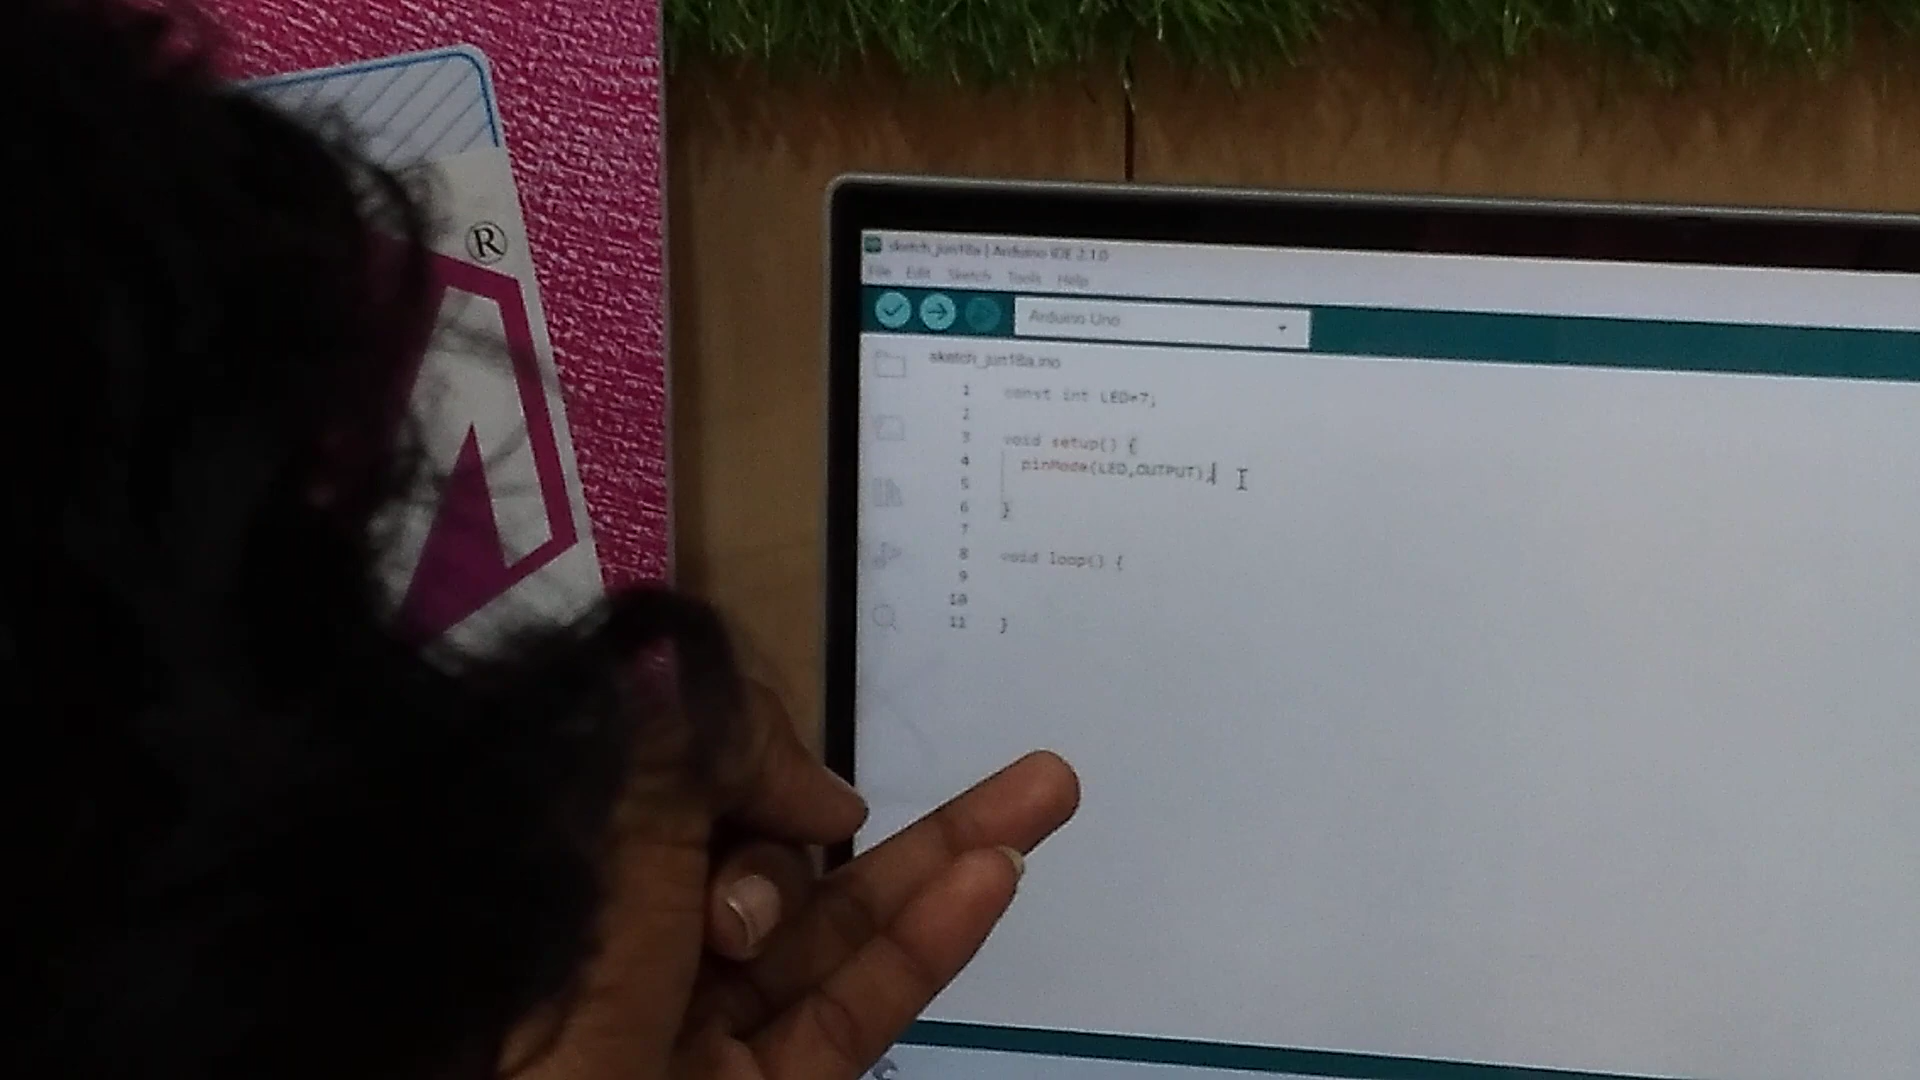 ®
sketch_jun18a | Arduino IDE 2.1.0
File Edit Sketch Tools Help
Arduino Uno
sketch_jun18a.ino
1 const int LED=7;
2
3 void setup() {
4 pinMode(LED,OUTPUT);
5
6 }
7
8 void loop() {
9
10
11 }